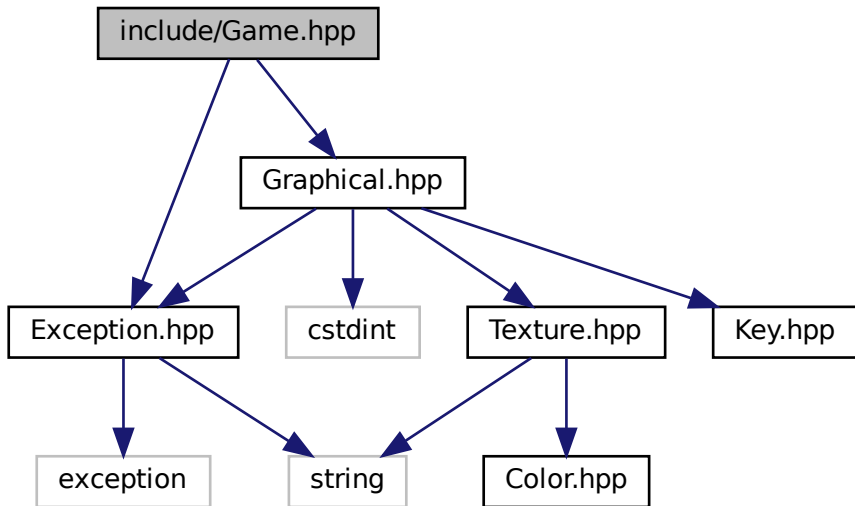 include/Game.hpp
Graphical.hpp
Exception.hpp
cstdint
Texture.hpp
Key.hpp
exception
string
Color.hpp